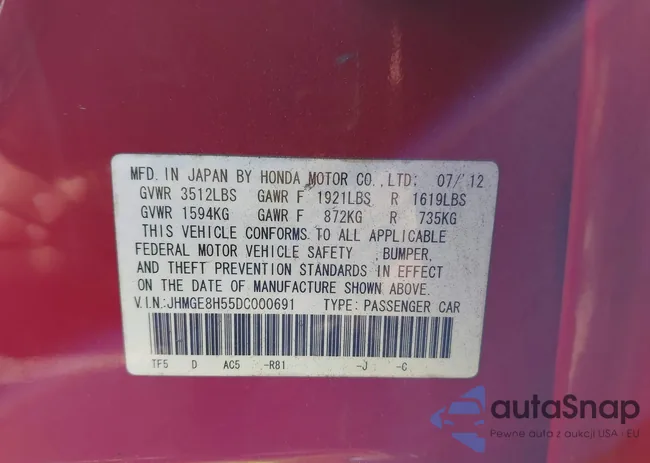 MFD. IN JAPAN BY HONDA MOTOR CO.,LTD: 07/'12
GVWR 3512LBS GAWR F 1921LBS R 1619LBS
GVWR 1594KG GAWR F 872KG R 735KG
THIS VEHICLE CONFORMS TO ALL APPLICABLE
FEDERAL MOTOR VEHICLE SAFETY , BUMPER,
AND THEFT PREVENTION STANDARDS IN EFFECT
ON THE DATE OF MANUFACTURE SHOWN ABOVE.
V.I.N.:JHMGE8H55DC000691 TYPE: PASSENGER CAR
TF5 D AC5 -R81 -J -C
autoSnap
Pewne auta z aukcji USA - EU